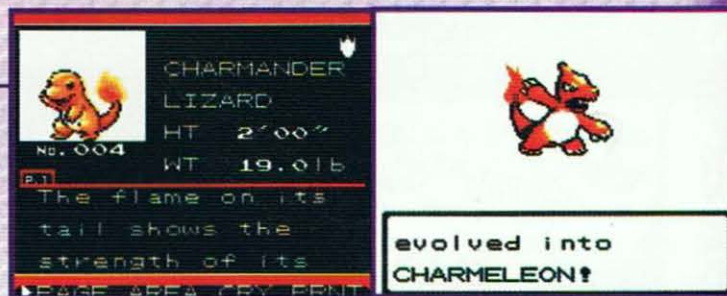 CHARMANDER
LIZARD
HT 2'00"
No.004
WT 19.0lb
P.1
The flame on its
tail shows the
strength of its
PAGE AREA CRY PRNT
evolved into
CHARMELEON!